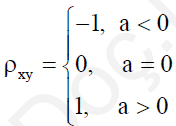 ρxy = { −1, a < 0
0, a = 0
1, a > 0